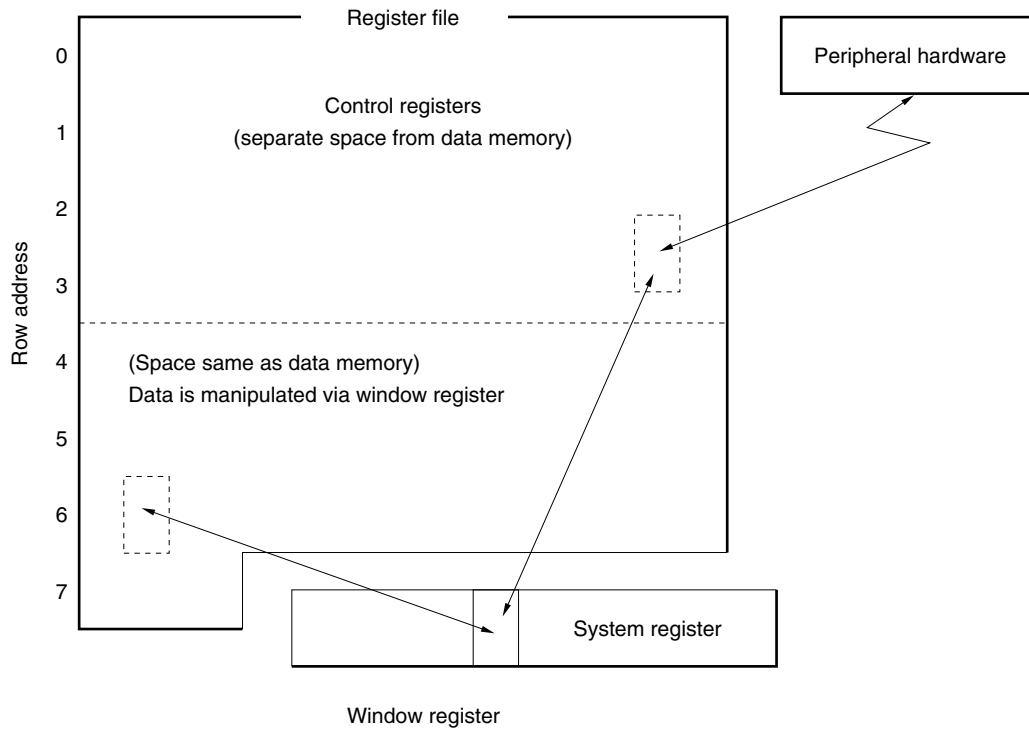 Register file
Peripheral hardware
Control registers
(separate space from data memory)
Row address
0
1
2
3
4
5
6
7
(Space same as data memory)
Data is manipulated via window register
System register
Window register